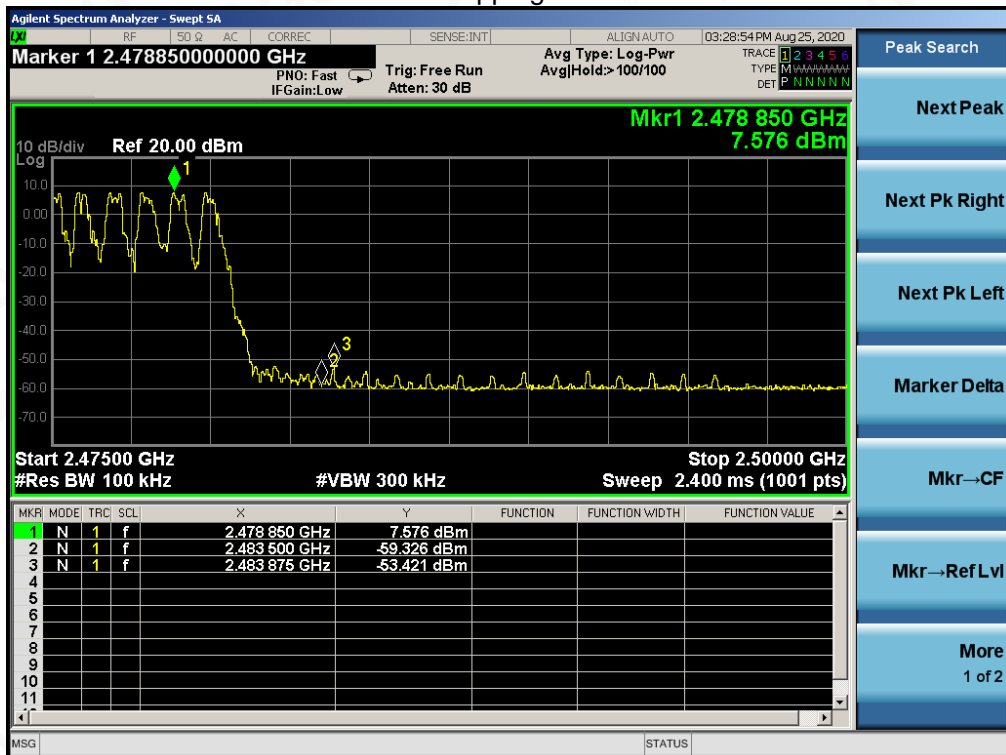 pping
Agilent Spectrum Analyzer - Swept SA
LXI RF 50 Ω AC CORREC SENSE:INT ALIGNAUTO 03:28:54 PM Aug 25, 2020
Marker 1 2.478850000000 GHz
PNO: Fast
IFGain:Low
Trig: Free Run
Atten: 30 dB
Avg Type: Log-Pwr
Avg|Hold:> 100/100
TRACE 1 2 3 4 5 6
TYPE M
DET P N N N N N
Mkr1 2.478 850 GHz
7.576 dBm
10 dB/div Ref 20.00 dBm
Log
10.0
0.00
-10.0
-20.0
-30.0
-40.0
-50.0
-60.0
-70.0
1
2
3
Start 2.47500 GHz Stop 2.50000 GHz
#Res BW 100 kHz #VBW 300 kHz Sweep 2.400 ms (1001 pts)
MKR MODE TRC SCL X Y FUNCTION FUNCTION WIDTH FUNCTION VALUE
1 N 1 f 2.478 850 GHz 7.576 dBm
2 N 1 f 2.483 500 GHz -59.326 dBm
3 N 1 f 2.483 875 GHz -53.421 dBm
4
5
6
7
8
9
10
11
MSG STATUS
Peak Search
Next Peak
Next Pk Right
Next Pk Left
Marker Delta
Mkr→CF
Mkr→Ref Lvl
More
1 of 2